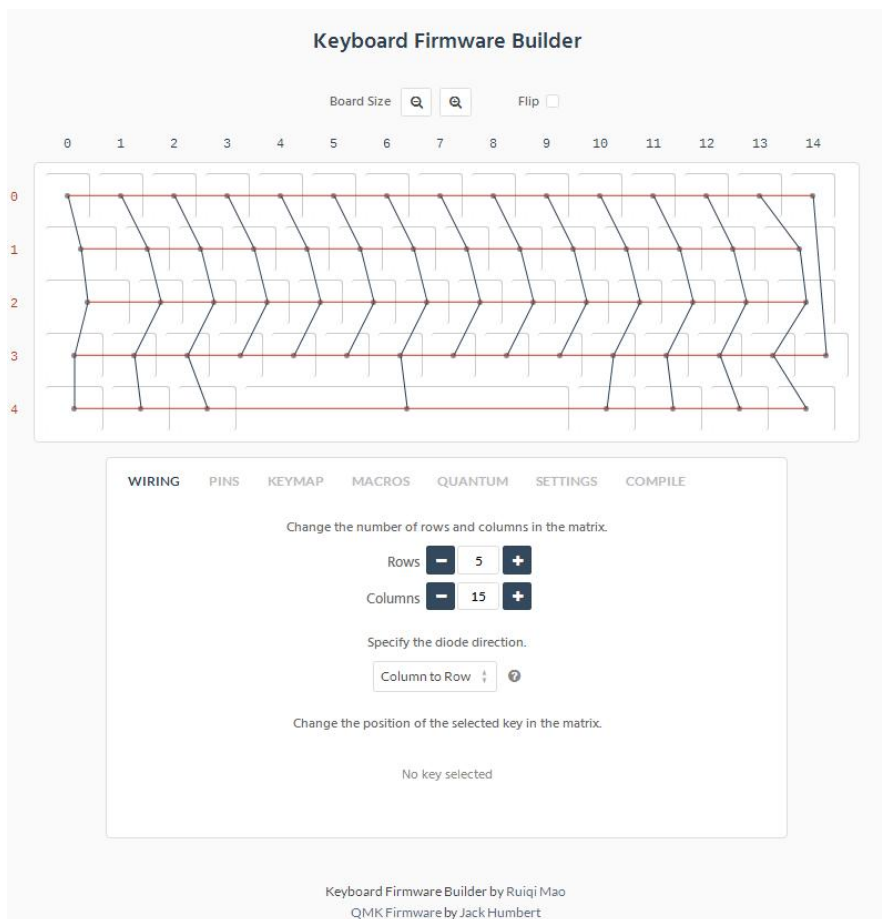 Keyboard Firmware Builder
Board Size Flip
0 1 2 3 4 5 6 7 8 9 10 11 12 13 14
0
1
2
3
4
WIRING PINS KEYMAP MACROS QUANTUM SETTINGS COMPILE
Change the number of rows and columns in the matrix.
Rows − 5 +
Columns − 15 +
Specify the diode direction.
Column to Row ?
Change the position of the selected key in the matrix.
No key selected
Keyboard Firmware Builder by Ruiqi Mao
QMK Firmware by Jack Humbert